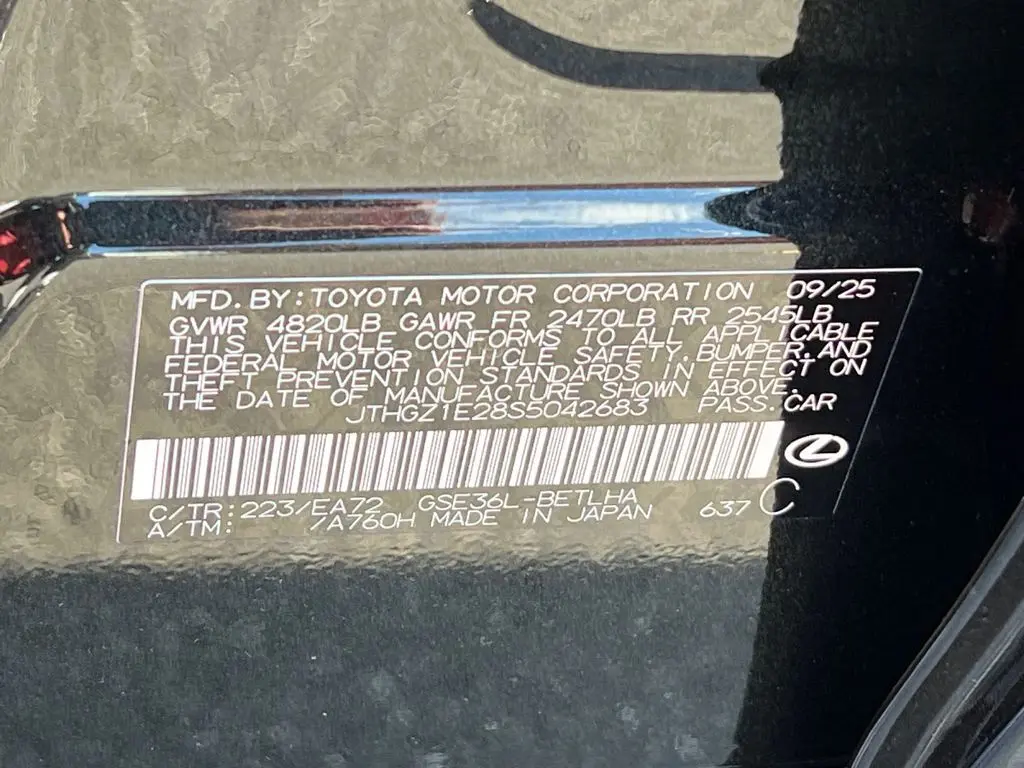 MFD. BY: TOYOTA MOTOR CORPORATION 09/25
GVWR 4820LB GAWR FR 2470LB RR 2545LB
THIS VEHICLE CONFORMS TO ALL APPLICABLE
FEDERAL MOTOR VEHICLE SAFETY, BUMPER, AND
THEFT PREVENTION STANDARDS IN EFFECT ON
THE DATE OF MANUFACTURE SHOWN ABOVE.
JTHGZ1E28S5042683 PASS. CAR
C/TR: 223/EA72 GSE36L-BETLHA
A/TM: /A760H MADE IN JAPAN 637 C